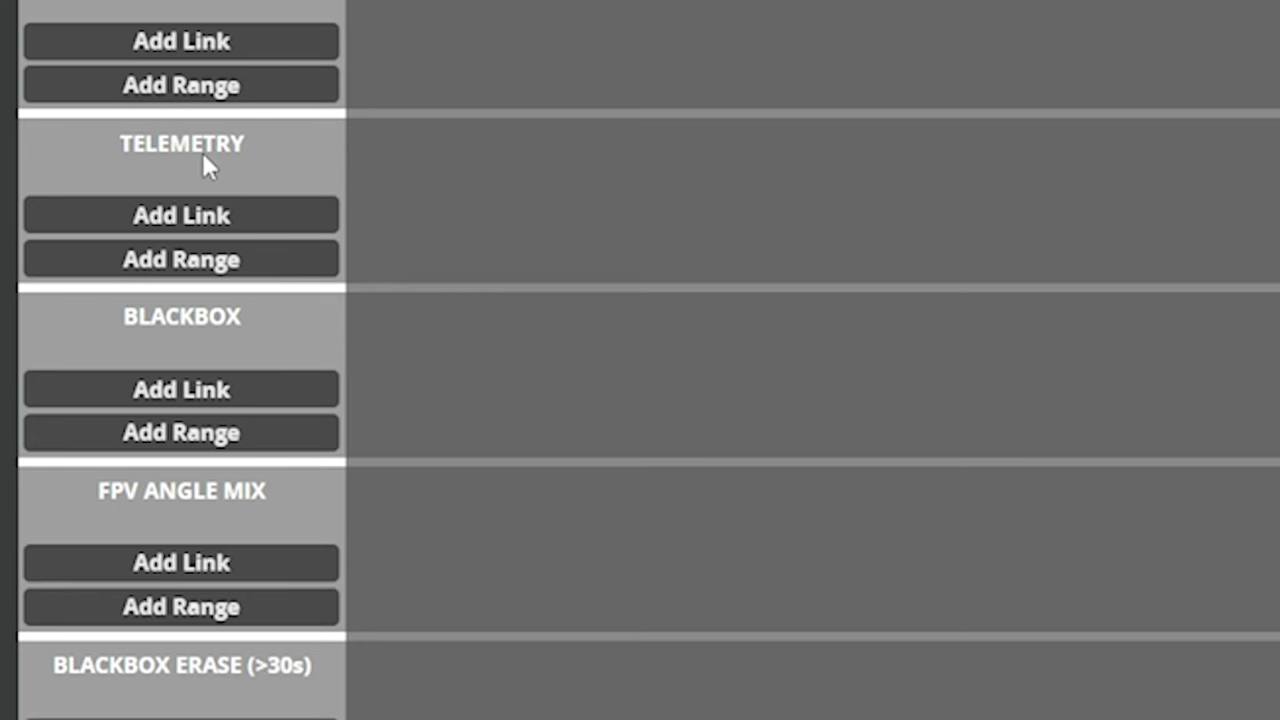 Add Link
Add Range
TELEMETRY
Add Link
Add Range
BLACKBOX
Add Link
Add Range
FPV ANGLE MIX
Add Link
Add Range
BLACKBOX ERASE (>30s)